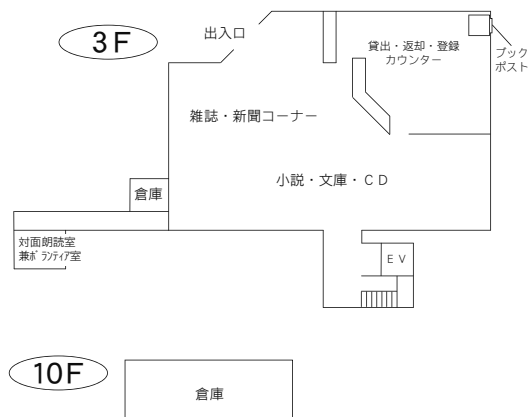 3F
出入口
貸出・返却・登録
カウンター
ブック
ポスト
雑誌・新聞コーナー
小説・文庫・CD
倉庫
対面朗読室
兼ボランティア室
EV
10F
倉庫